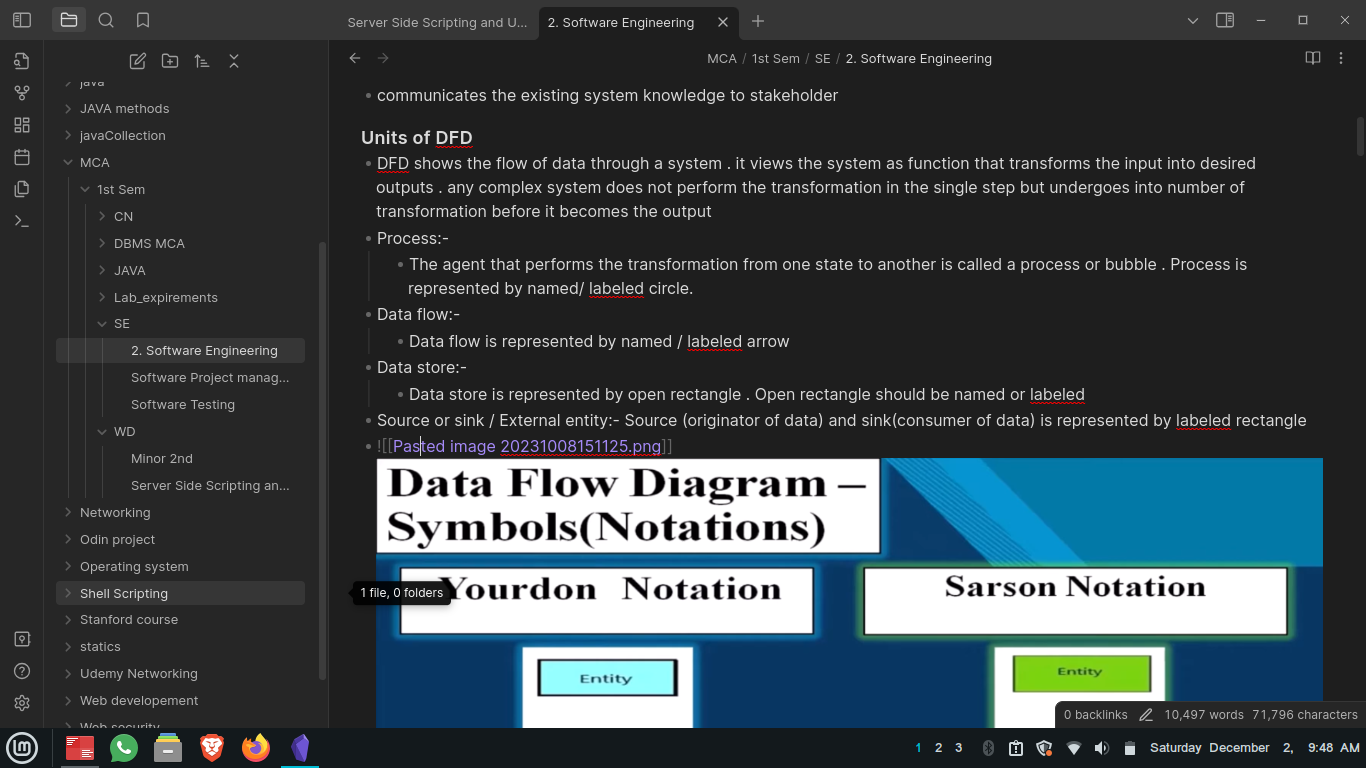 Server Side Scripting and U...
2. Software Engineering
MCA / 1st Sem / SE / 2. Software Engineering
java
JAVA methods
javaCollection
MCA
1st Sem
CN
DBMS MCA
JAVA
Lab_expirements
SE
2. Software Engineering
Software Project manag...
Software Testing
WD
Minor 2nd
Server Side Scripting an...
Networking
Odin project
Operating system
Shell Scripting
Stanford course
statics
Udemy Networking
Web developement
Web security
1 file, 0 folders
communicates the existing system knowledge to stakeholder
Units of DFD
DFD shows the flow of data through a system . it views the system as function that transforms the input into desired
outputs . any complex system does not perform the transformation in the single step but undergoes into number of
transformation before it becomes the output
Process:-
The agent that performs the transformation from one state to another is called a process or bubble . Process is
represented by named/ labeled circle.
Data flow:-
Data flow is represented by named / labeled arrow
Data store:-
Data store is represented by open rectangle . Open rectangle should be named or labeled
Source or sink / External entity:- Source (originator of data) and sink(consumer of data) is represented by labeled rectangle
![[Pasted image 20231008151125.png]]
Data Flow Diagram –
Symbols(Notations)
Yourdon Notation
Sarson Notation
Entity
Entity
0 backlinks 10,497 words 71,796 characters
1 2 3 Saturday December 2, 9:48 AM